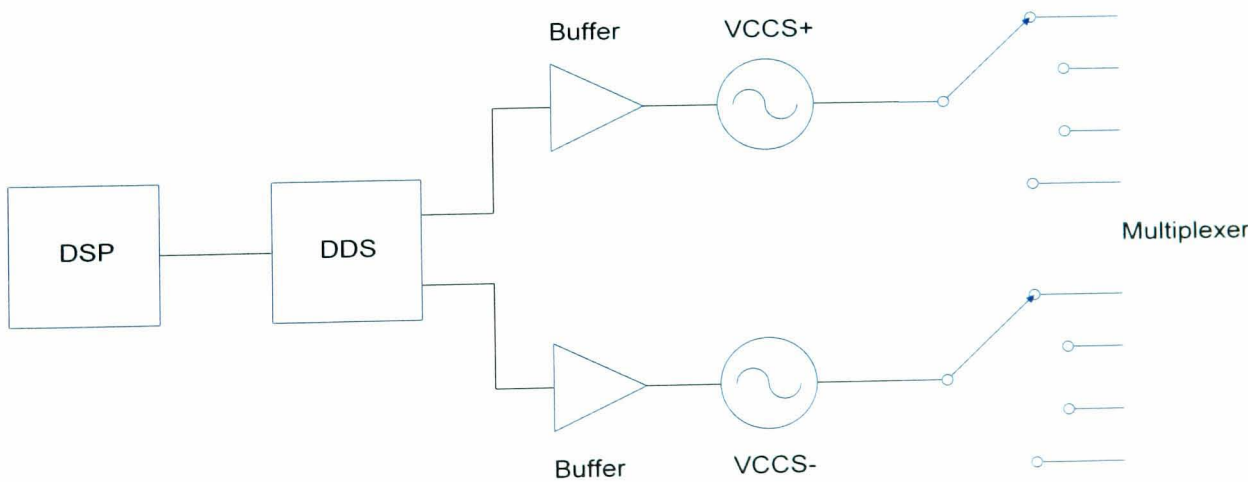 Buffer
VCCS+
DSP
DDS
Multiplexer
Buffer
VCCS-